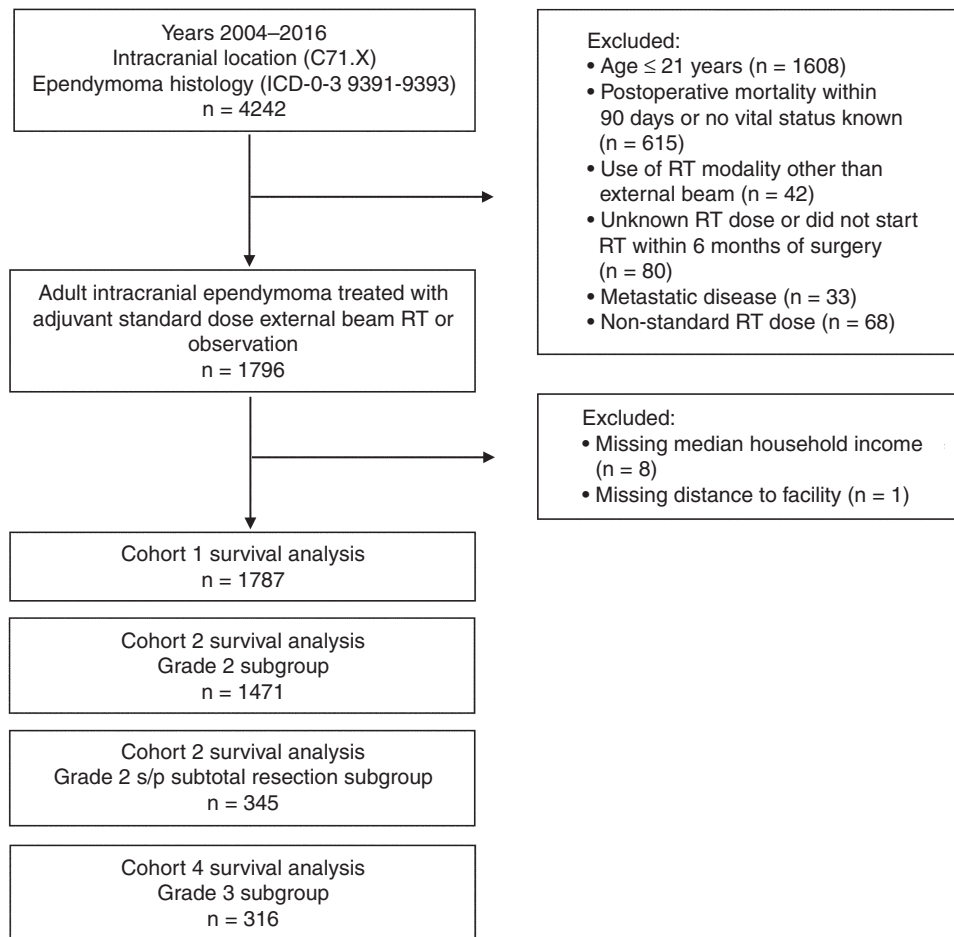 Years 2004–2016
Intracranial location (C71.X)
Ependymoma histology (ICD-0-3 9391-9393)
n = 4242
Excluded:
• Age ≤ 21 years (n = 1608)
• Postoperative mortality within
90 days or no vital status known
(n = 615)
• Use of RT modality other than
external beam (n = 42)
• Unknown RT dose or did not start
RT within 6 months of surgery
(n = 80)
• Metastatic disease (n = 33)
• Non-standard RT dose (n = 68)
Adult intracranial ependymoma treated with
adjuvant standard dose external beam RT or
observation
n = 1796
Excluded:
• Missing median household income
(n = 8)
• Missing distance to facility (n = 1)
Cohort 1 survival analysis
n = 1787
Cohort 2 survival analysis
Grade 2 subgroup
n = 1471
Cohort 2 survival analysis
Grade 2 s/p subtotal resection subgroup
n = 345
Cohort 4 survival analysis
Grade 3 subgroup
n = 316